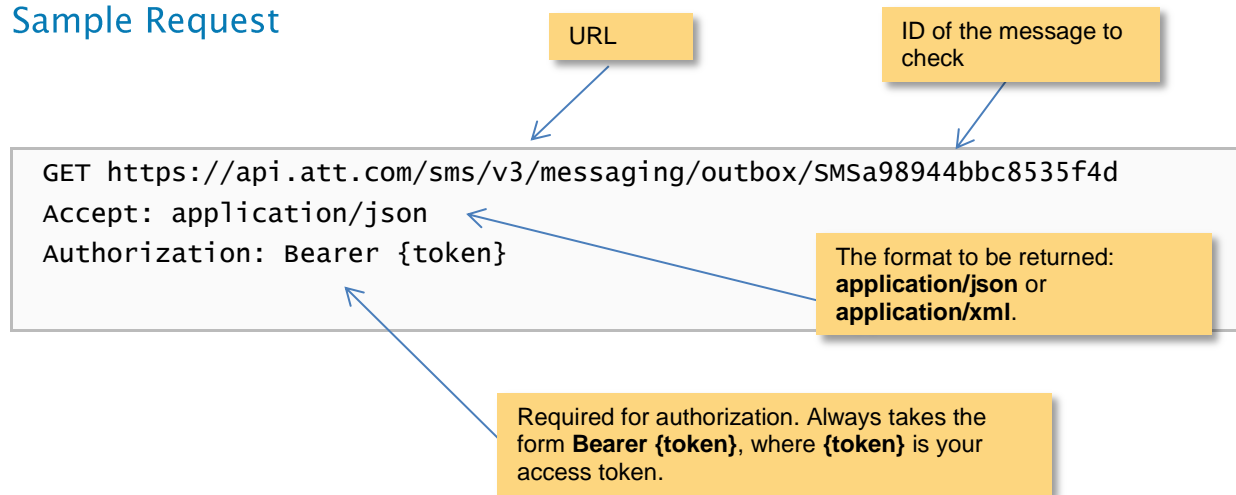 Sample Request
URL
ID of the message to
check
GET https://api.att.com/sms/v3/messaging/outbox/SMSa98944bbc8535f4d
Accept: application/json
Authorization: Bearer {token}
The format to be returned:
application/json or
application/xml.
Required for authorization. Always takes the
form Bearer {token}, where {token} is your
access token.